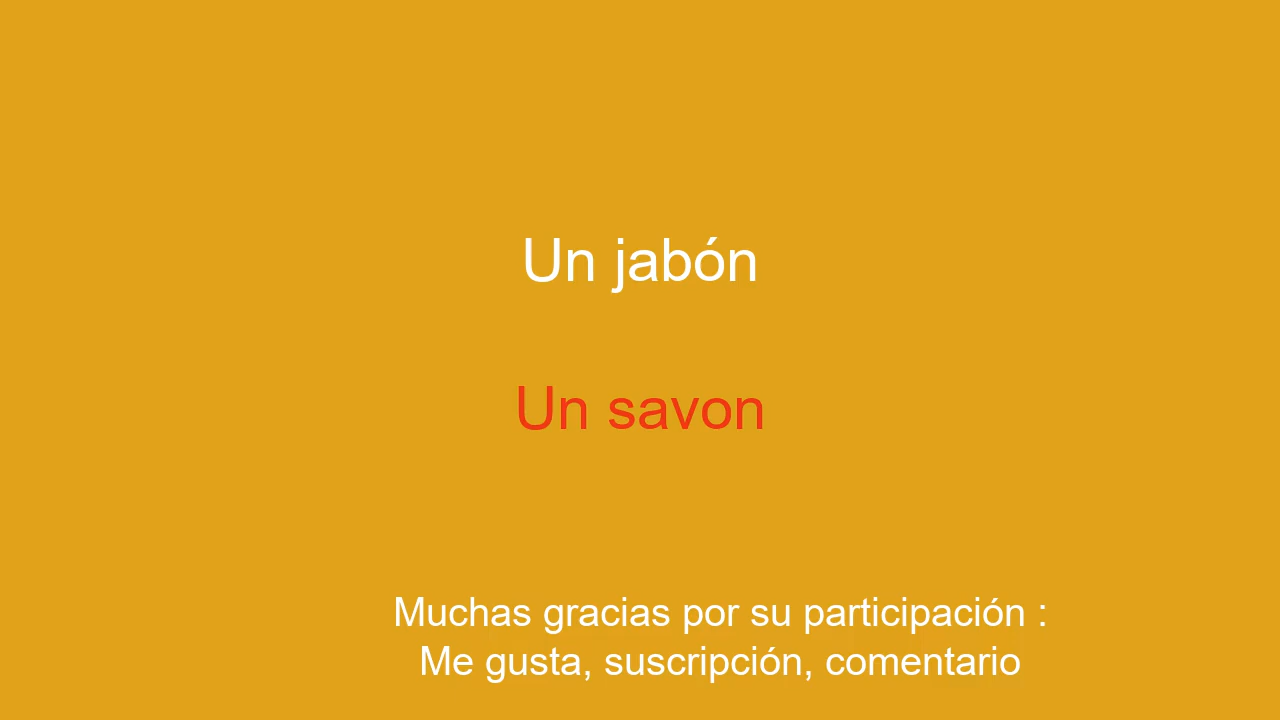 Un jabón
Un savon
Muchas gracias por su participación :
Me gusta, suscripción, comentario